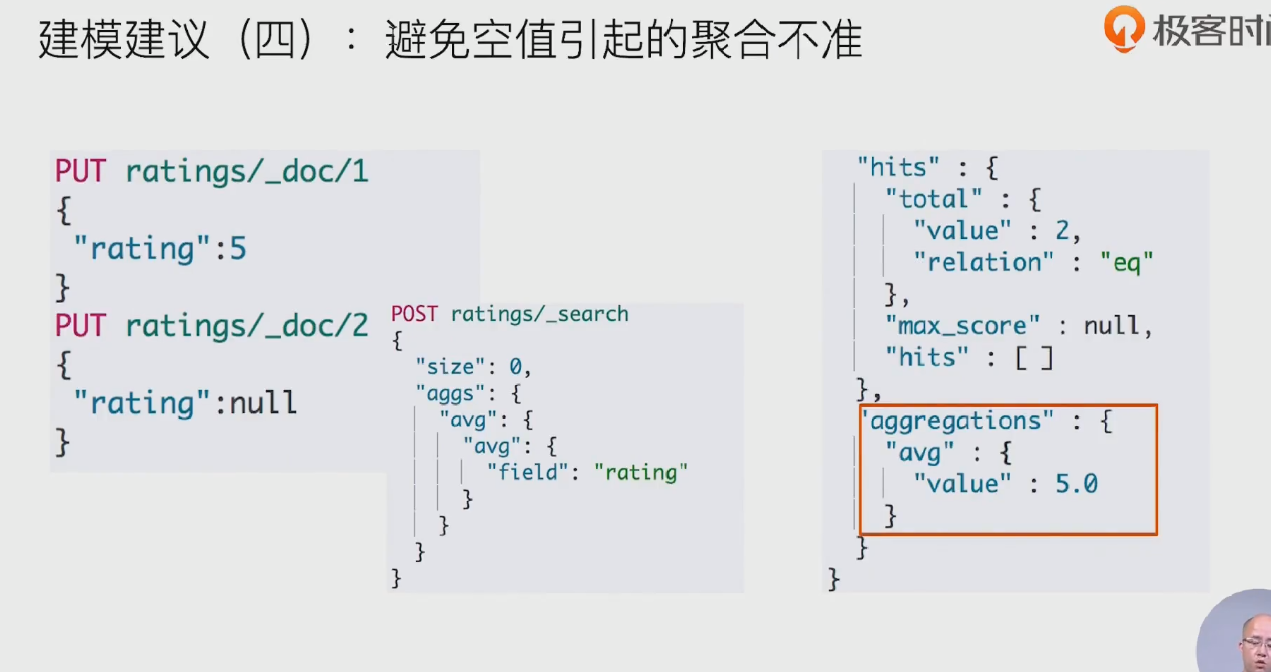 建模建议（四）：避免空值引起的聚合不准
极客时间
PUT ratings/_doc/1
{
"rating":5
}
PUT ratings/_doc/2
{
"rating":null
}
POST ratings/_search
{
"size": 0,
"aggs": {
"avg": {
"avg": {
"field": "rating"
}
}
}
}
"hits" : {
"total" : {
"value" : 2,
"relation" : "eq"
},
"max_score" : null,
"hits" : [ ]
},
"aggregations" : {
"avg" : {
"value" : 5.0
}
}
}